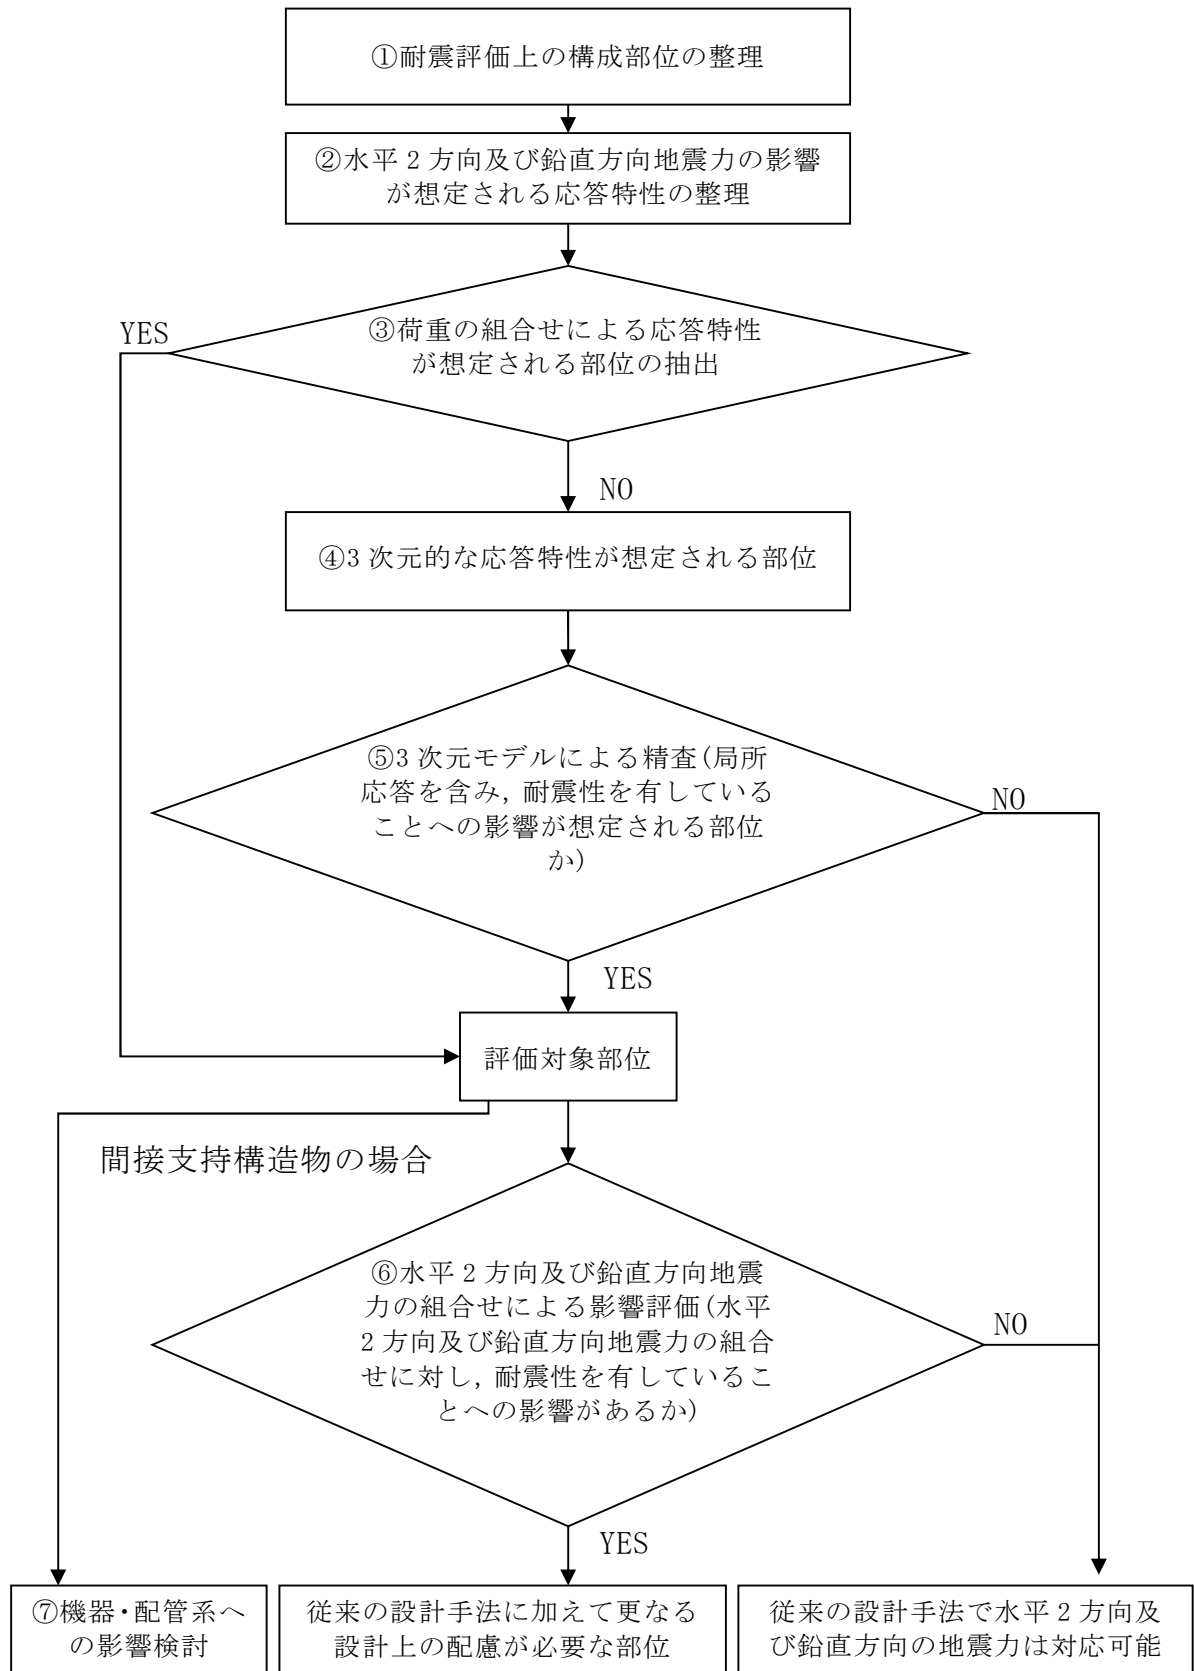 ①耐震評価上の構成部位の整理
②水平2方向及び鉛直方向地震力の影響
が想定される応答特性の整理
YES
③荷重の組合せによる応答特性
が想定される部位の抽出
NO
④3次元的な応答特性が想定される部位
⑤3次元モデルによる精査(局所
応答を含み,耐震性を有している
ことへの影響が想定される部位
か)
NO
YES
評価対象部位
間接支持構造物の場合
⑥水平2方向及び鉛直方向地震
力の組合せによる影響評価(水平
2方向及び鉛直方向地震力の組合
せに対し,耐震性を有しているこ
とへの影響があるか)
NO
YES
⑦機器・配管系へ
の影響検討
従来の設計手法に加えて更なる
設計上の配慮が必要な部位
従来の設計手法で水平2方向及
び鉛直方向の地震力は対応可能